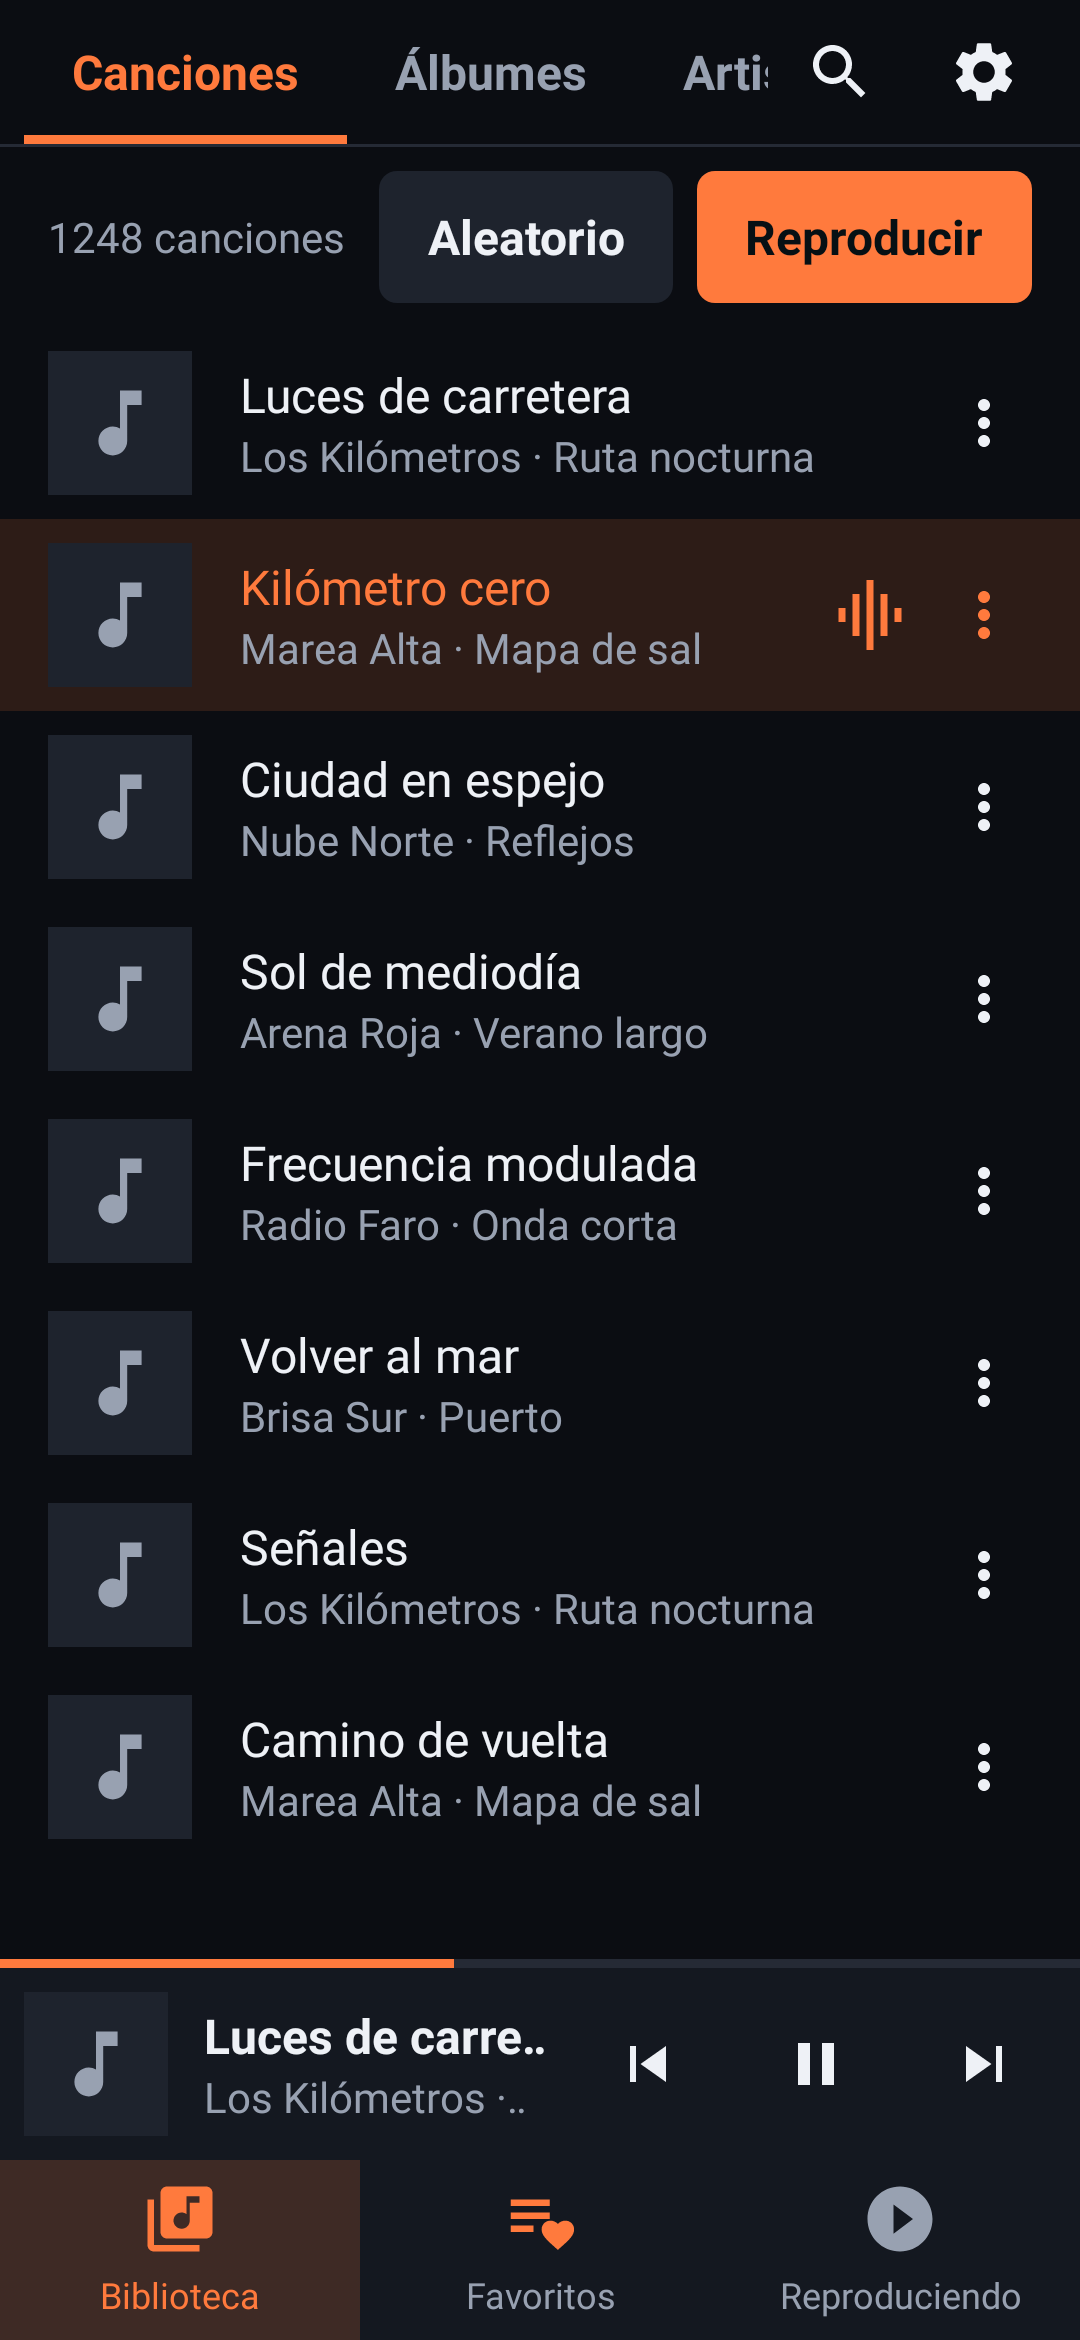 Canciones Álbumes Artis
1248 canciones Aleatorio Reproducir
Luces de carretera
Los Kilómetros · Ruta nocturna
Kilómetro cero
Marea Alta · Mapa de sal
Ciudad en espejo
Nube Norte · Reflejos
Sol de mediodía
Arena Roja · Verano largo
Frecuencia modulada
Radio Faro · Onda corta
Volver al mar
Brisa Sur · Puerto
Señales
Los Kilómetros · Ruta nocturna
Camino de vuelta
Marea Alta · Mapa de sal
Luces de carre..
Los Kilómetros ·..
Biblioteca Favoritos Reproduciendo